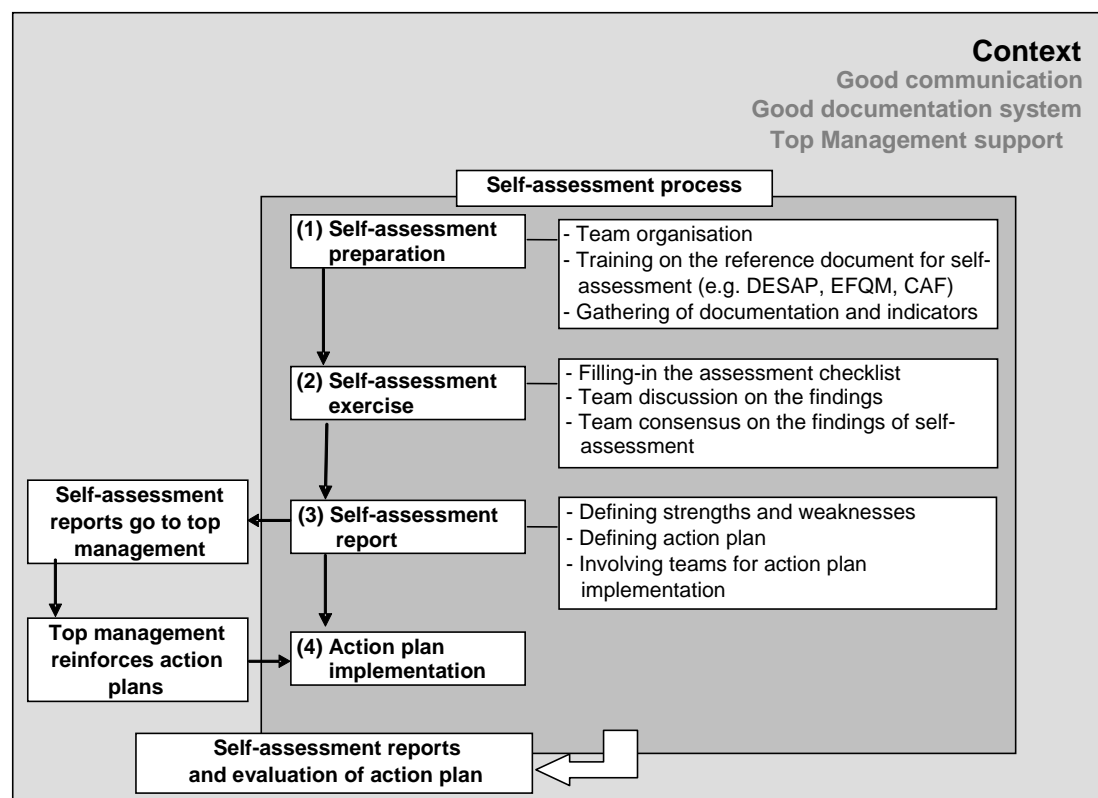 Context
Good communication
Good documentation system
Top Management support
Self-assessment process
(1) Self-assessment
preparation
- Team organisation
- Training on the reference document for self-
assessment (e.g. DESAP, EFQM, CAF)
- Gathering of documentation and indicators
(2) Self-assessment
exercise
- Filling-in the assessment checklist
- Team discussion on the findings
- Team consensus on the findings of self-
assessment
Self-assessment
reports go to top
management
(3) Self-assessment
report
- Defining strengths and weaknesses
- Defining action plan
- Involving teams for action plan
implementation
Top management
reinforces action
plans
(4) Action plan
implementation
Self-assessment reports
and evaluation of action plan